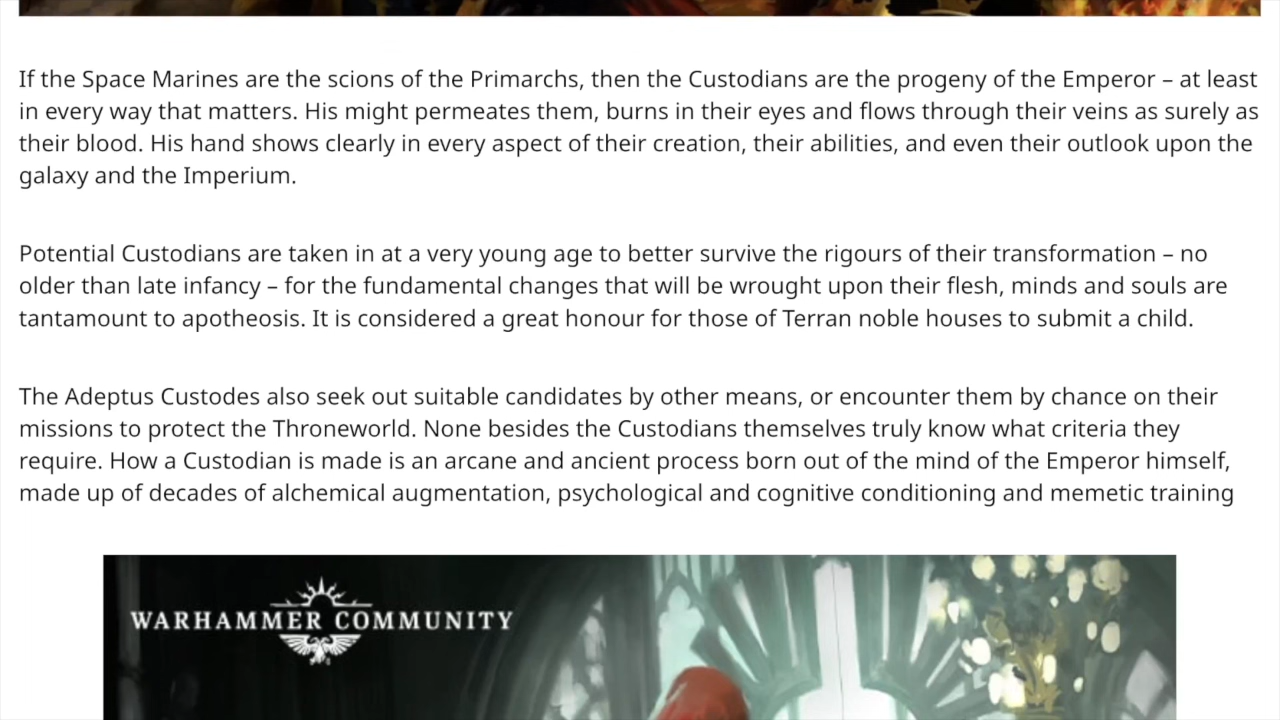 If the Space Marines are the scions of the Primarchs, then the Custodians are the progeny of the Emperor – at least
in every way that matters. His might permeates them, burns in their eyes and flows through their veins as surely as
their blood. His hand shows clearly in every aspect of their creation, their abilities, and even their outlook upon the
galaxy and the Imperium.
Potential Custodians are taken in at a very young age to better survive the rigours of their transformation – no
older than late infancy – for the fundamental changes that will be wrought upon their flesh, minds and souls are
tantamount to apotheosis. It is considered a great honour for those of Terran noble houses to submit a child.
The Adeptus Custodes also seek out suitable candidates by other means, or encounter them by chance on their
missions to protect the Throneworld. None besides the Custodians themselves truly know what criteria they
require. How a Custodian is made is an arcane and ancient process born out of the mind of the Emperor himself,
made up of decades of alchemical augmentation, psychological and cognitive conditioning and memetic training
WARHAMMER COMMUNITY